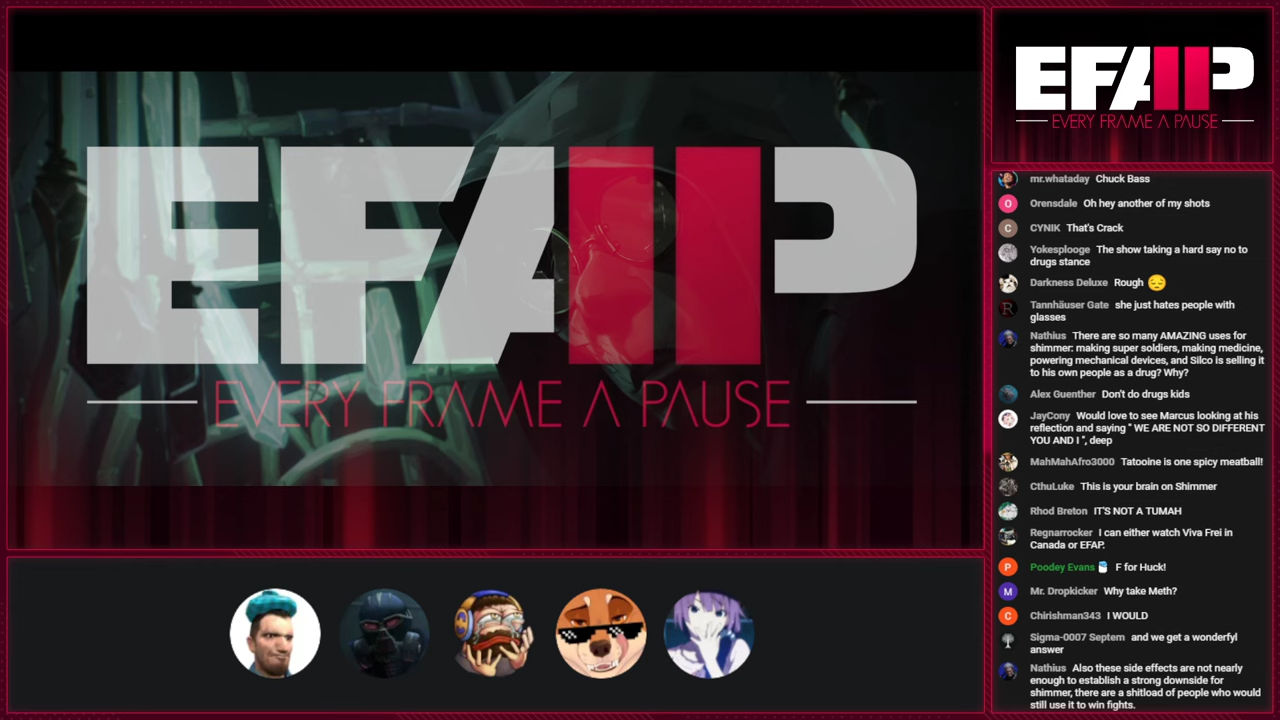 EFAP
EVERY FRAME A PAUSE
EFAP
EVERY FRAME A PAUSE
mr.whataday Chuck Bass
O Orensdale Oh hey another of my shots
C CYNIK That's Crack
Yokesplooge The show taking a hard say no to
drugs stance
Darkness Deluxe Rough 😔
R Tannhäuser Gate she just hates people with
glasses
Nathius There are so many AMAZING uses for
shimmer: making super soldiers, making medicine,
powering mechanical devices, and Silco is selling it
to his own people as a drug? Why?
Alex Guenther Don't do drugs kids
JayCony Would love to see Marcus looking at his
reflection and saying " WE ARE NOT SO DIFFERENT
YOU AND I ", deep
MahMahAfro3000 Tatooine is one spicy meatball!
CthuLuke This is your brain on Shimmer
Rhod Breton IT'S NOT A TUMAH
Regnarrocker I can either watch Viva Frei in
Canada or EFAP.
P Poodey Evans F for Huck!
M Mr. Dropkicker Why take Meth?
C Chirishman343 I WOULD
Sigma-0007 Septem and we get a wonderfyl
answer
Nathius Also these side effects are not nearly
enough to establish a strong downside for
shimmer, there are a shitload of people who would
still use it to win fights.